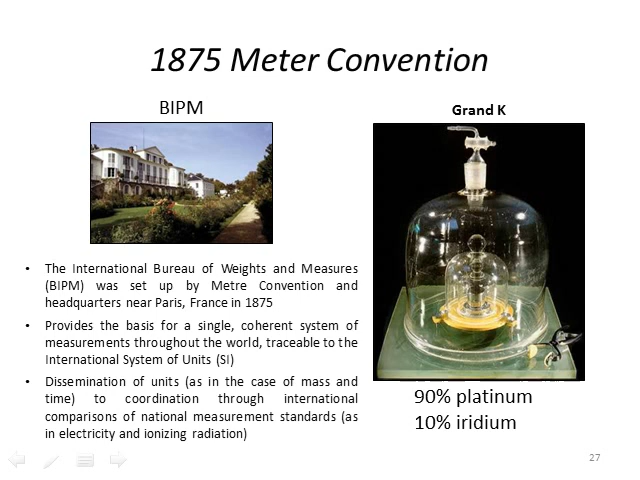 1875 Meter Convention
BIPM
Grand K
• The International Bureau of Weights and Measures
(BIPM) was set up by Metre Convention and
headquarters near Paris, France in 1875
• Provides the basis for a single, coherent system of
measurements throughout the world, traceable to the
International System of Units (SI)
• Dissemination of units (as in the case of mass and
time) to coordination through international
comparisons of national measurement standards (as
in electricity and ionizing radiation)
90% platinum
10% iridium
27